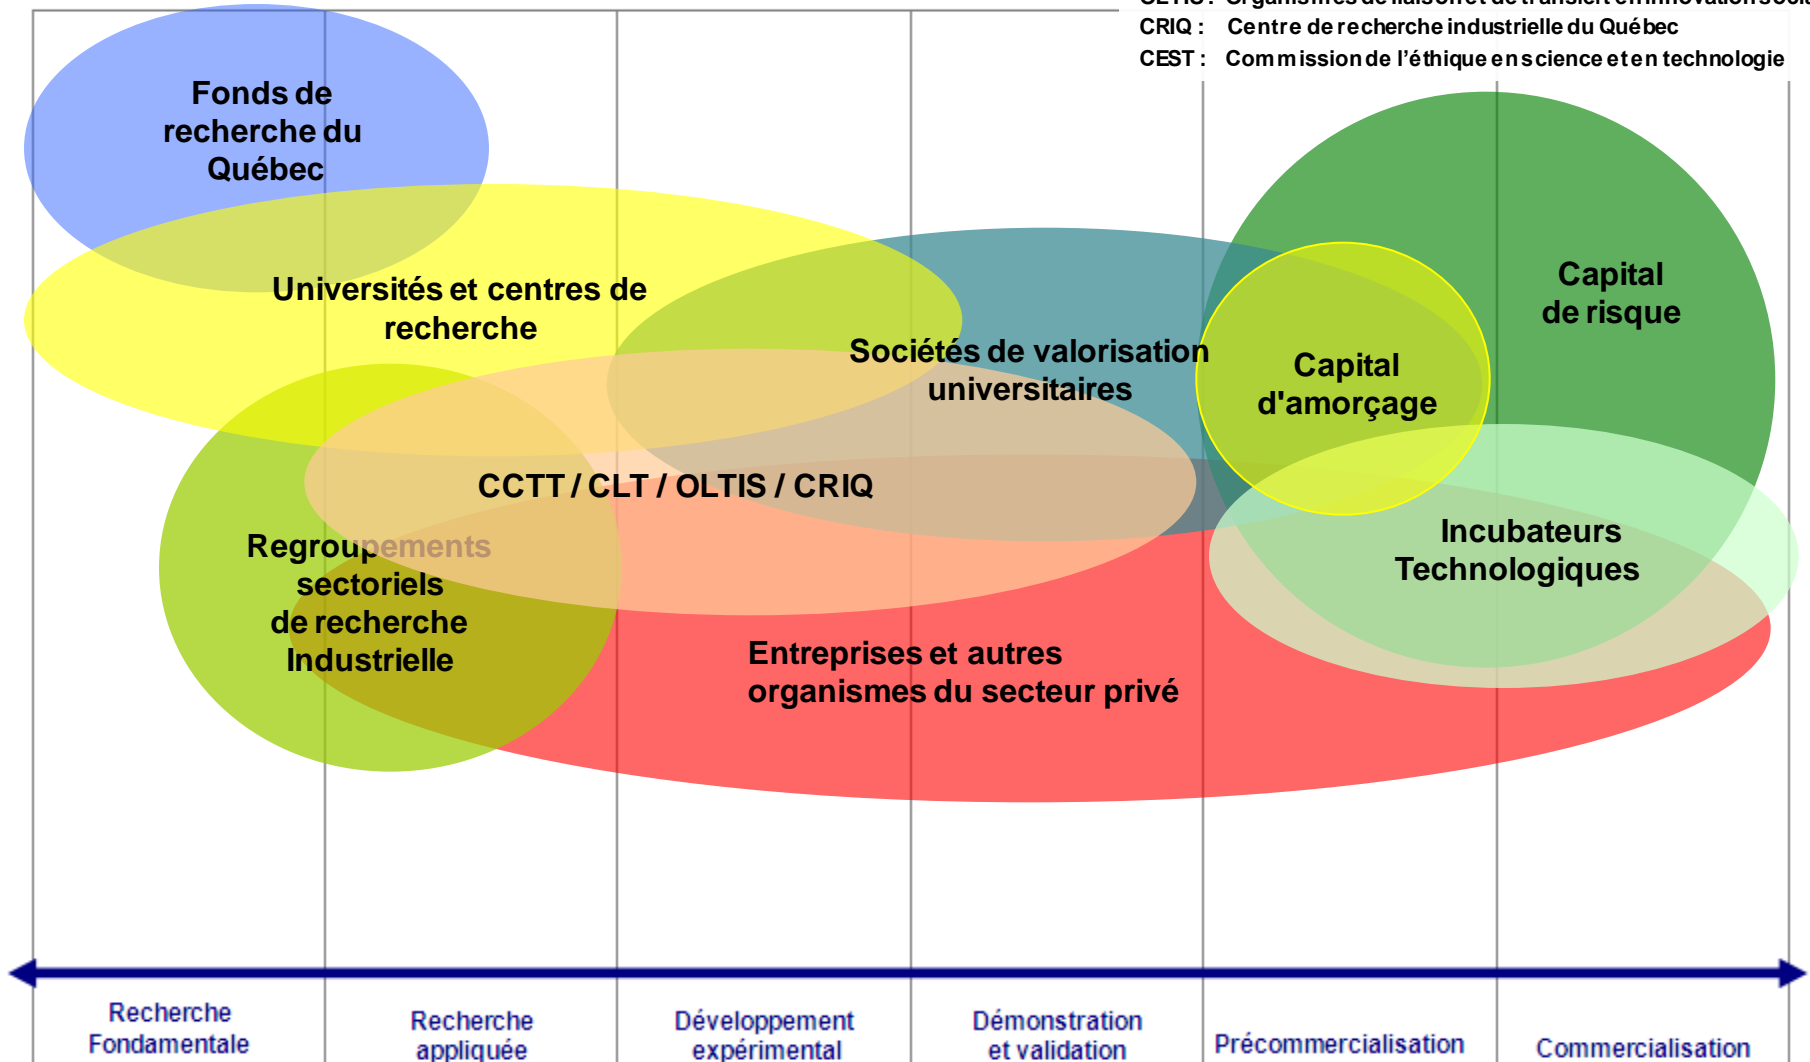 CRIQ : Centre de recherche industrielle du Québec
CEST : Commission de l'éthique en science et en technologie
Fonds de
recherche du
Québec
Universités et centres de
recherche
Capital
de risque
Sociétés de valorisation
universitaires
Capital
d'amorçage
CCTT / CLT / OLTIS / CRIQ
Regroupements
sectoriels
de recherche
Industrielle
Incubateurs
Technologiques
Entreprises et autres
organismes du secteur privé
Recherche
Fondamentale
Recherche
appliquée
Développement
expérimental
Démonstration
et validation
Précommercialisation
Commercialisation